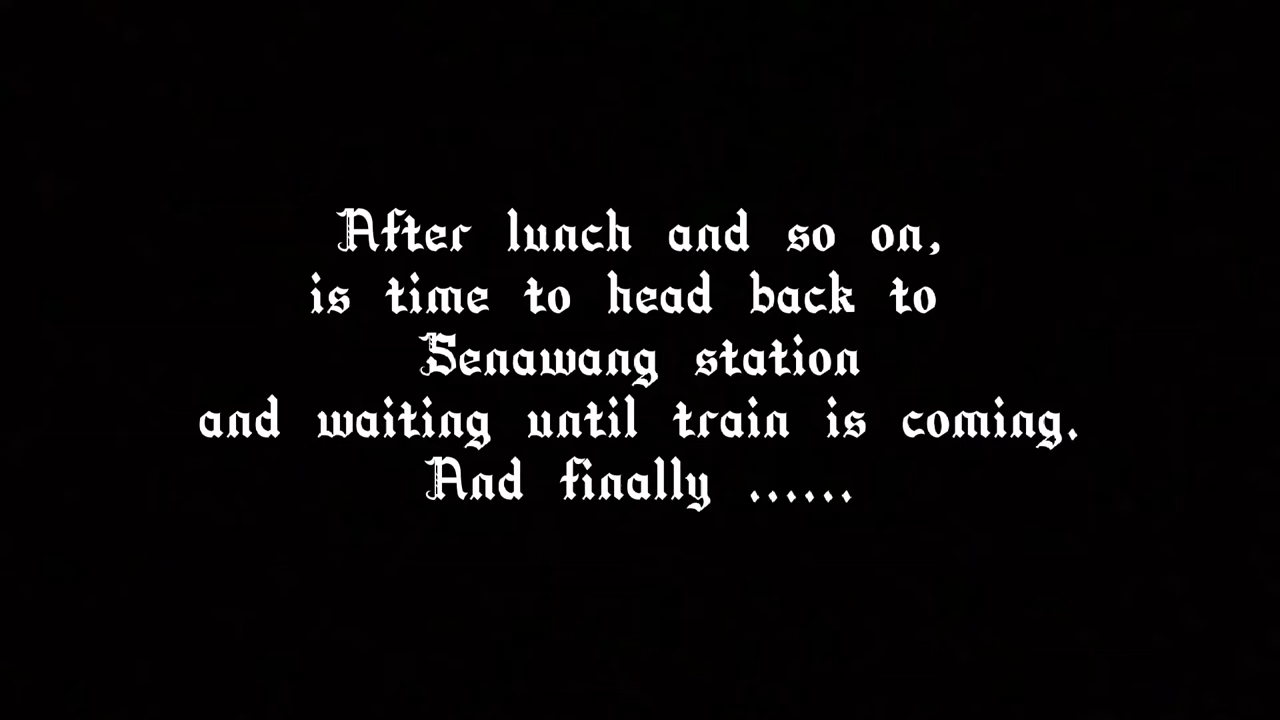 After lunch and so on,
is time to head back to
Senawang station
and waiting until train is coming.
And finally ......